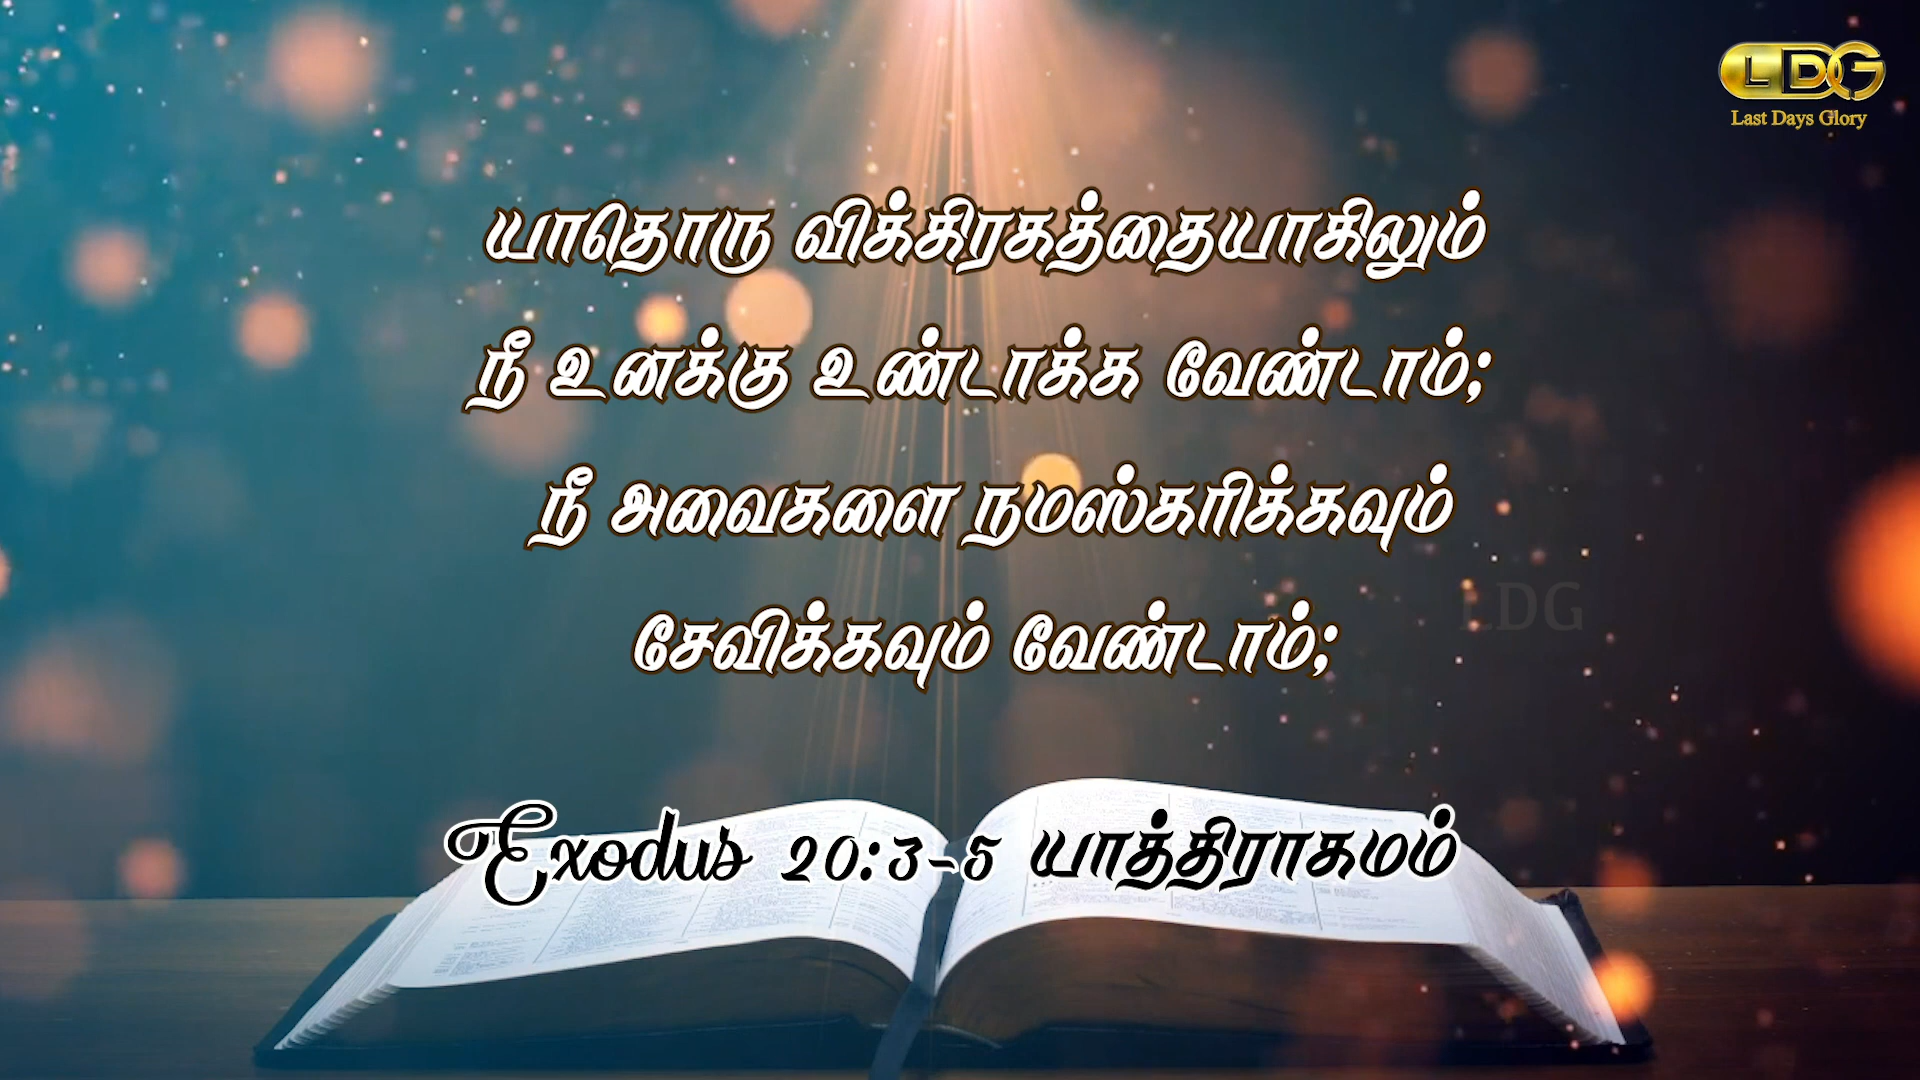 LDG
Last Days Glory
யாதொரு விக்கிரகத்தையாகிலும்
நீ உனக்கு உண்டாக்க வேண்டாம்;
நீ அவைகளை நமஸ்கரிக்கவும்
சேவிக்கவும் வேண்டாம்;
LDG
Exodus 20:3-5 யாத்திராகமம்